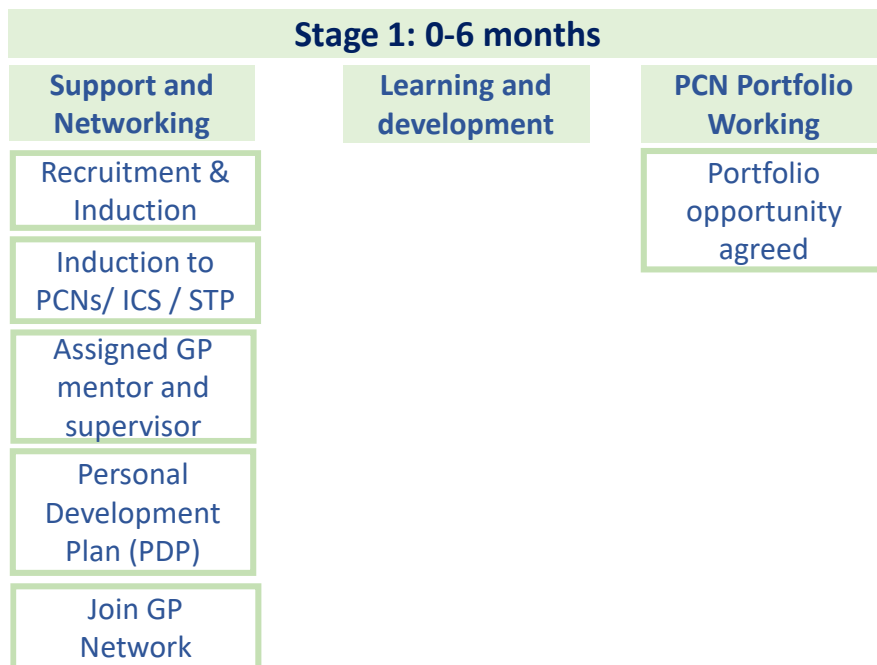 Stage 1: 0-6 months
Support and
Networking
Learning and
development
PCN Portfolio
Working
Recruitment &
Induction
Induction to
PCNs/ ICS / STP
Assigned GP
mentor and
supervisor
Personal
Development
Plan (PDP)
Join GP
Network
Portfolio
opportunity
agreed